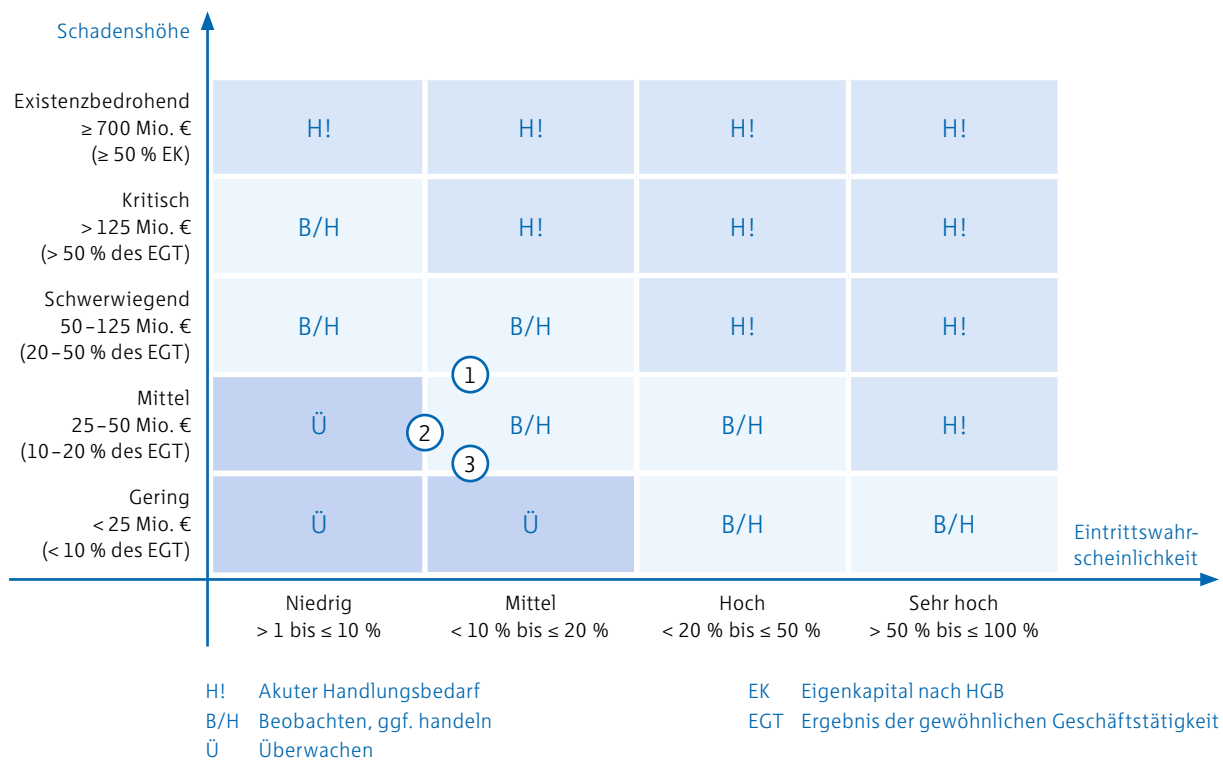 Schadenshöhe
Existenzbedrohend
≥ 700 Mio. €
(≥ 50 % EK)
H!
H!
H!
H!
Kritisch
> 125 Mio. €
(> 50 % des EGT)
B/H
H!
H!
H!
Schwerwiegend
50–125 Mio. €
(20–50 % des EGT)
B/H
B/H
H!
H!
1
Mittel
25–50 Mio. €
(10–20 % des EGT)
Ü
2
B/H
B/H
H!
3
Gering
< 25 Mio. €
(< 10 % des EGT)
Ü
Ü
B/H
B/H
Eintrittswahr-
scheinlichkeit
Niedrig
> 1 bis ≤ 10 %
Mittel
< 10 % bis ≤ 20 %
Hoch
< 20 % bis ≤ 50 %
Sehr hoch
> 50 % bis ≤ 100 %
H! Akuter Handlungsbedarf
B/H Beobachten, ggf. handeln
Ü Überwachen
EK Eigenkapital nach HGB
EGT Ergebnis der gewöhnlichen Geschäftstätigkeit